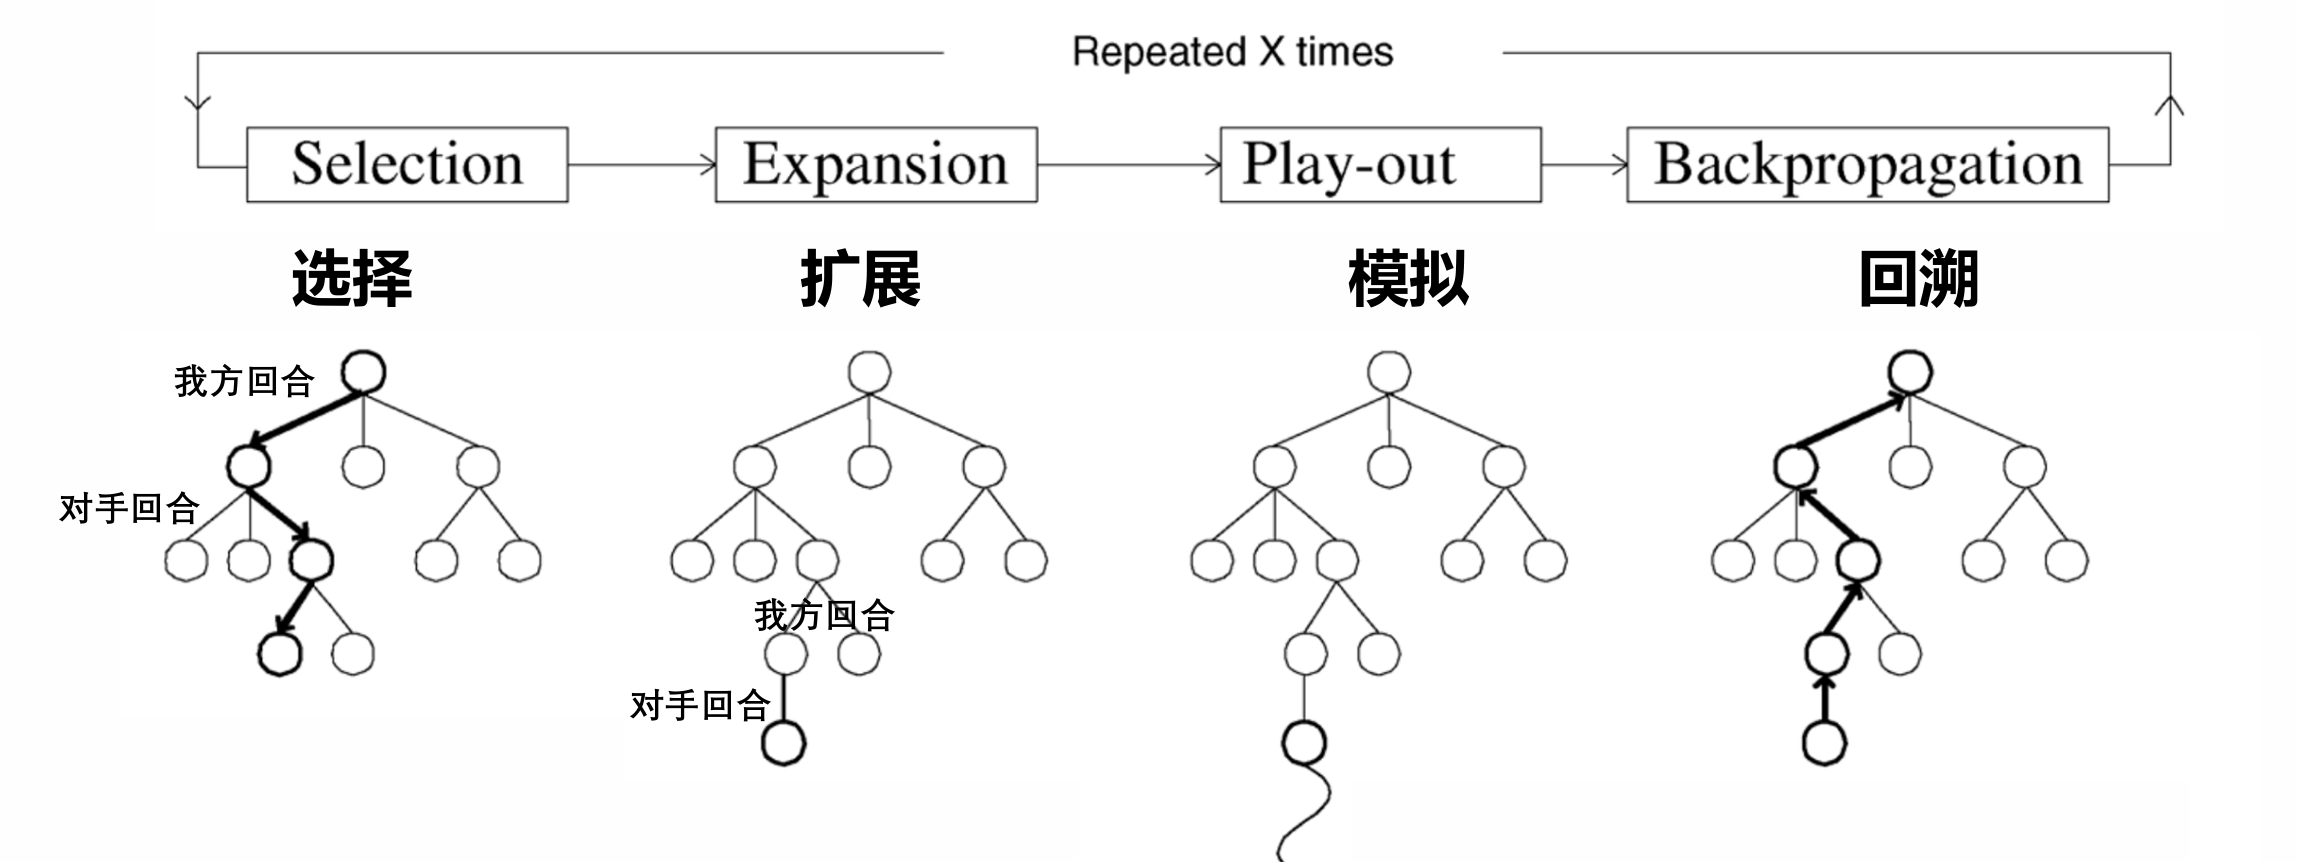 Repeated X times
Selection
Expansion
Play-out
Backpropagation
选择
扩展
模拟
回溯
我方回合
对手回合
我方回合
对手回合